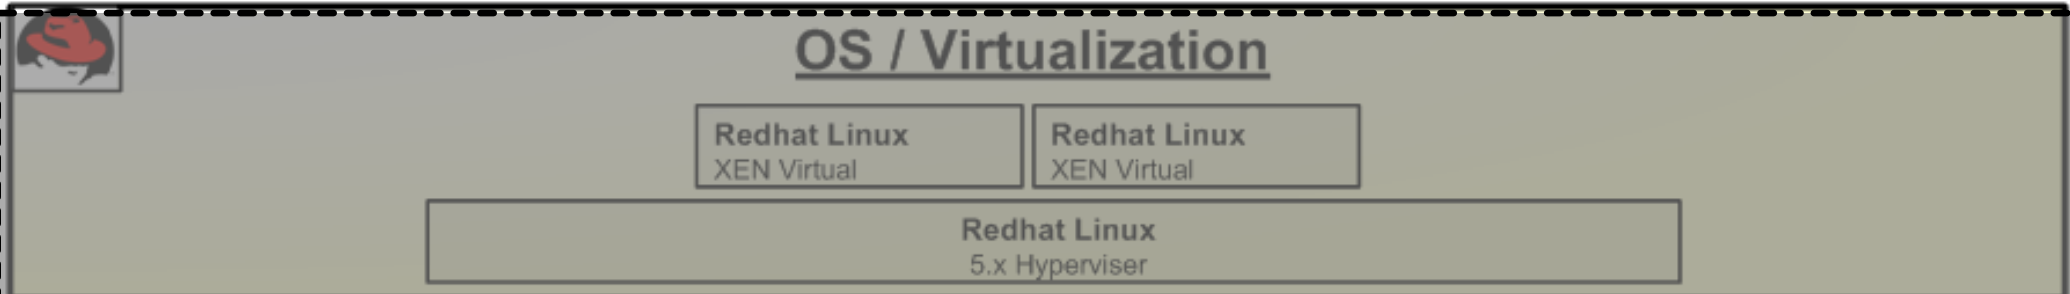 OS / Virtualization
Redhat Linux
XEN Virtual
Redhat Linux
XEN Virtual
Redhat Linux
5.x Hyperviser